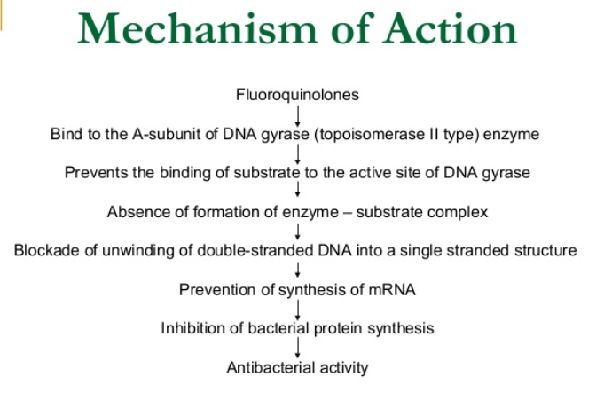 Mechanism of Action
Fluoroquinolones
Bind to the A-subunit of DNA gyrase (topoisomerase II type) enzyme
Prevents the binding of substrate to the active site of DNA gyrase
Absence of formation of enzyme – substrate complex
Blockade of unwinding of double-stranded DNA into a single stranded structure
Prevention of synthesis of mRNA
Inhibition of bacterial protein synthesis
Antibacterial activity